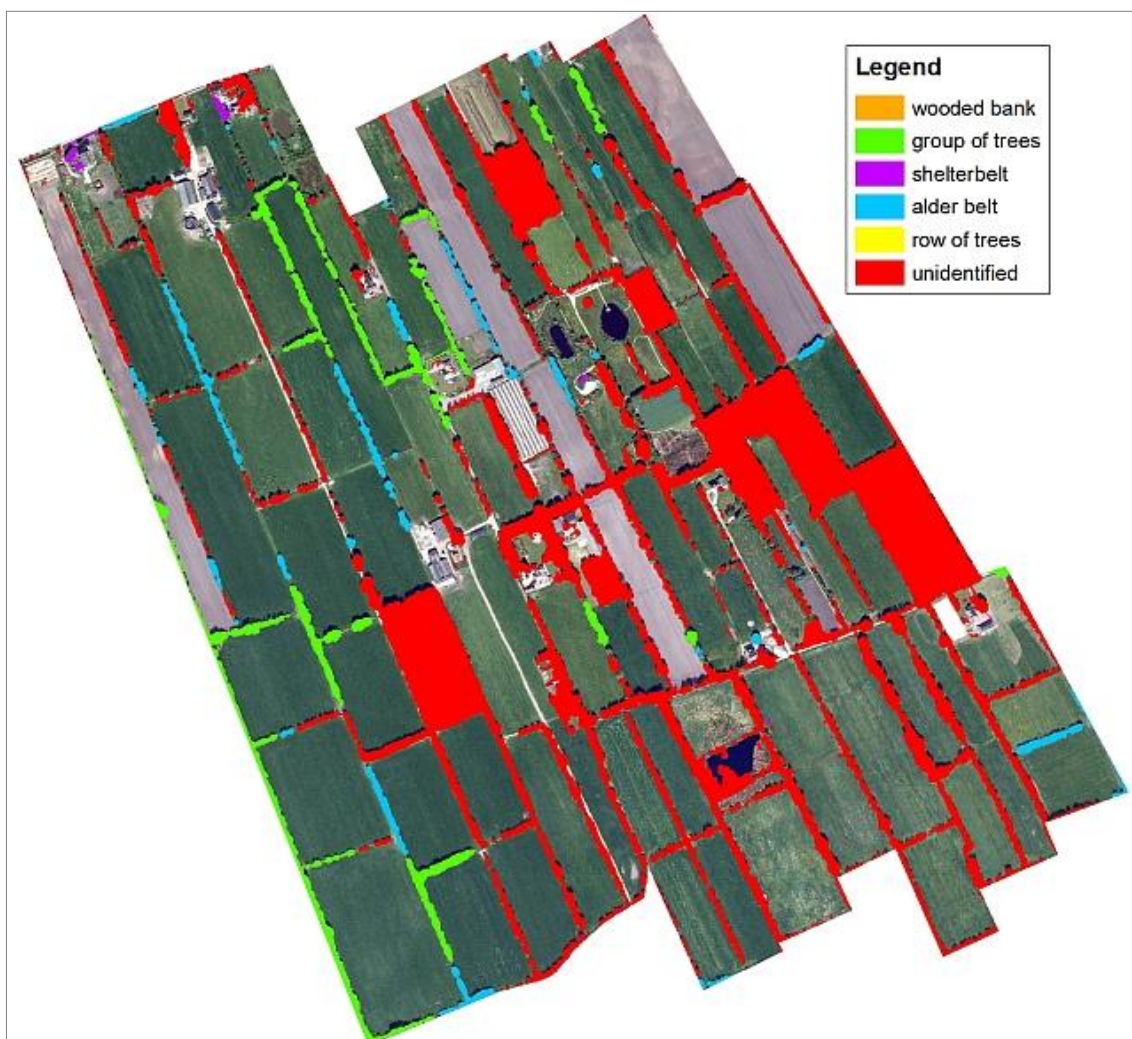 Legend
wooded bank
group of trees
shelterbelt
alder belt
row of trees
unidentified